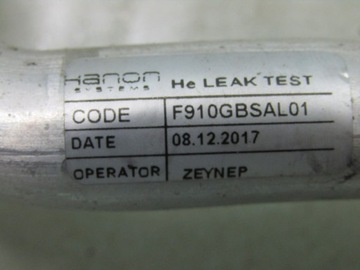 Hanon
SYSTEMS
He LEAK TEST
CODE F910GBSAL01
DATE 08.12.2017
OPERATOR ZEYNEP